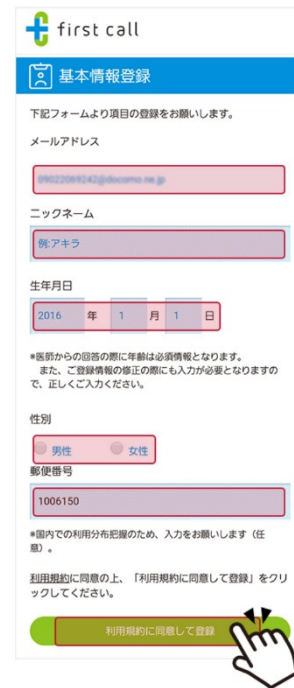 first call
基本情報登録
下記フォームより項目の登録をお願いします。
メールアドレス
ニックネーム
例:アキラ
生年月日
2016 年 1 月 1 日
*医師からの回答の際に年齢は必須情報となります。
また、ご登録情報の修正の際にも入力が必要となりますの
で、正しくご入力ください。
性別
男性 女性
郵便番号
1006150
*国内での利用分布把握のため、入力をお願いします（任
意）。
利用規約に同意の上、「利用規約に同意して登録」をクリ
ックしてください。
利用規約に同意して登録